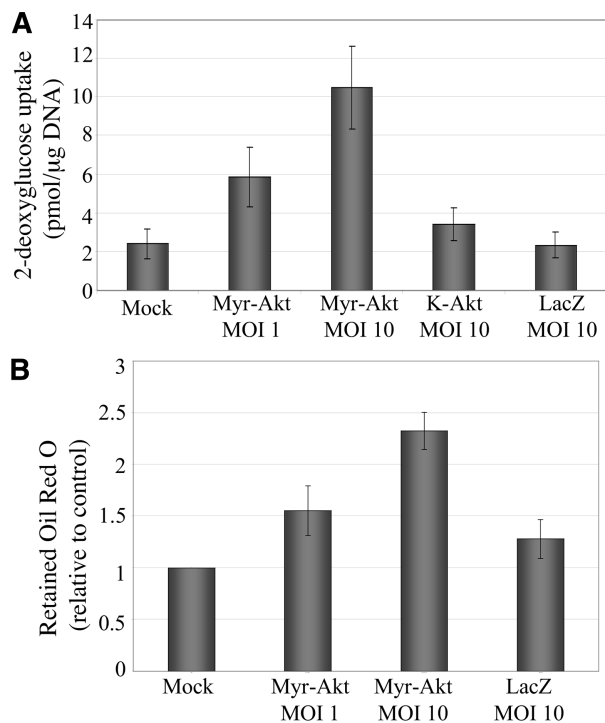 A
2-deoxyglucose uptake
(pmol/μg DNA)
14
12
10
8
6
4
2
0
Mock
Myr-Akt
MOI 1
Myr-Akt
MOI 10
K-Akt
MOI 10
LacZ
MOI 10
B
Retained Oil Red O
(relative to control)
3
2.5
2
1.5
1
0.5
0
Mock
Myr-Akt
MOI 1
Myr-Akt
MOI 10
LacZ
MOI 10